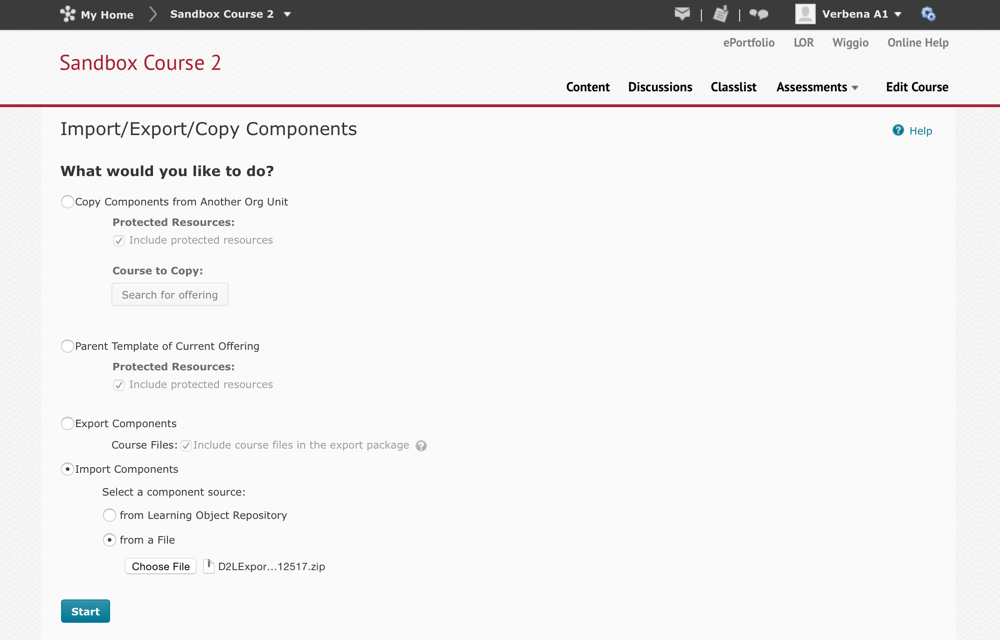 My Home
Sandbox Course 2
Verbena A1
ePortfolio LOR Wiggio Online Help
Sandbox Course 2
Content Discussions Classlist Assessments Edit Course
Import/Export/Copy Components
Help
What would you like to do?
Copy Components from Another Org Unit
Protected Resources:
Include protected resources
Course to Copy:
Search for offering
Parent Template of Current Offering
Protected Resources:
Include protected resources
Export Components
Course Files: Include course files in the export package
Import Components
Select a component source:
from Learning Object Repository
from a File
Choose File D2LExpor...12517.zip
Start